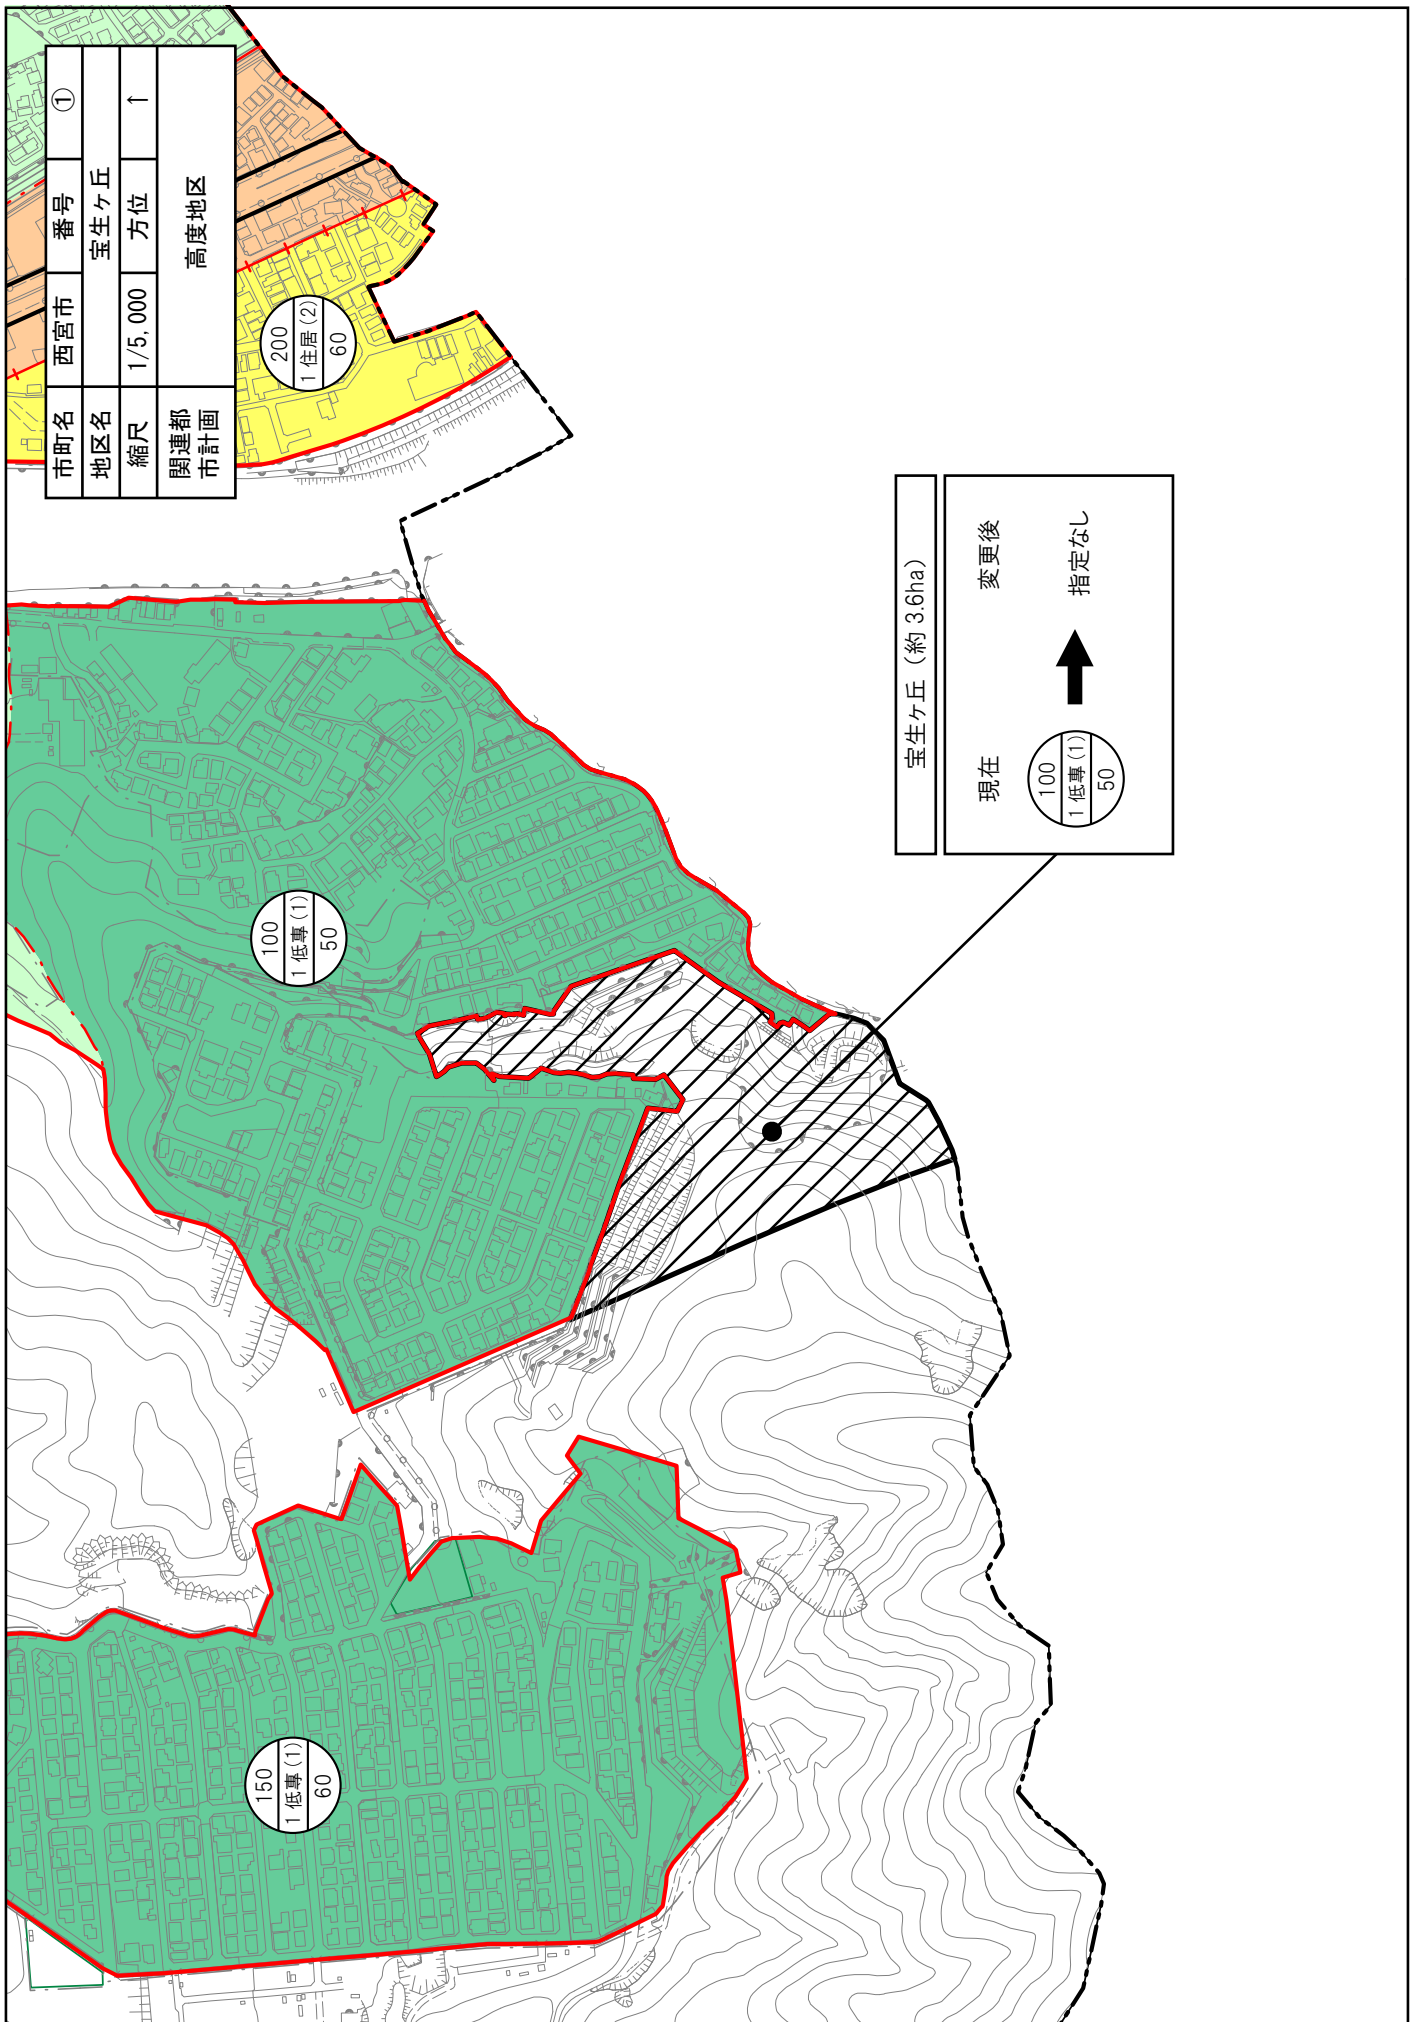 市町名 西宮市 番号 ①
地区名 宝生ヶ丘
縮尺 1/5,000 方位 ↑
関連都市計画 高度地区
200
1 住居 (2)
60
100
1 低専 (1)
50
150
1 低専 (1)
60
宝生ヶ丘 (約 3.6ha)
現在 変更後
100
1 低専 (1)
50
指定なし